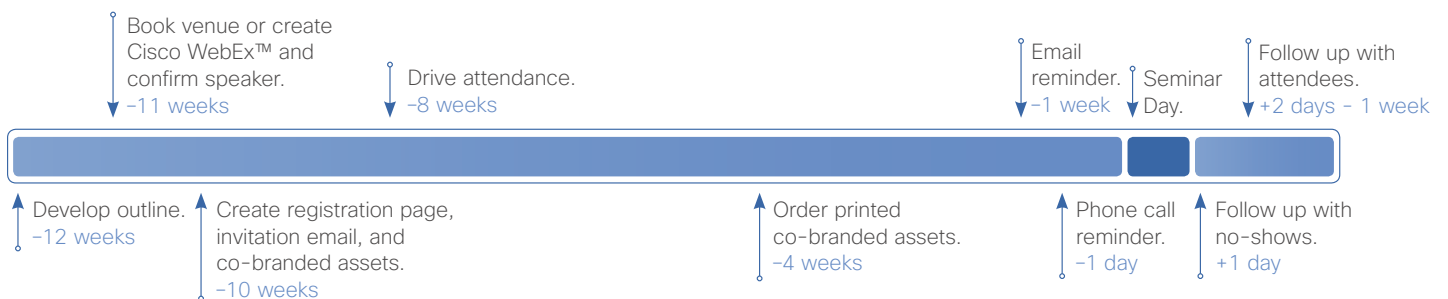 Book venue or create
Cisco WebEx™ and
confirm speaker.
–11 weeks
Drive attendance.
–8 weeks
Email
reminder.
–1 week
Seminar
Day.
Follow up with
attendees.
+2 days - 1 week
Develop outline.
–12 weeks
Create registration page,
invitation email, and
co-branded assets.
–10 weeks
Order printed
co-branded assets.
–4 weeks
Phone call
reminder.
–1 day
Follow up with
no-shows.
+1 day